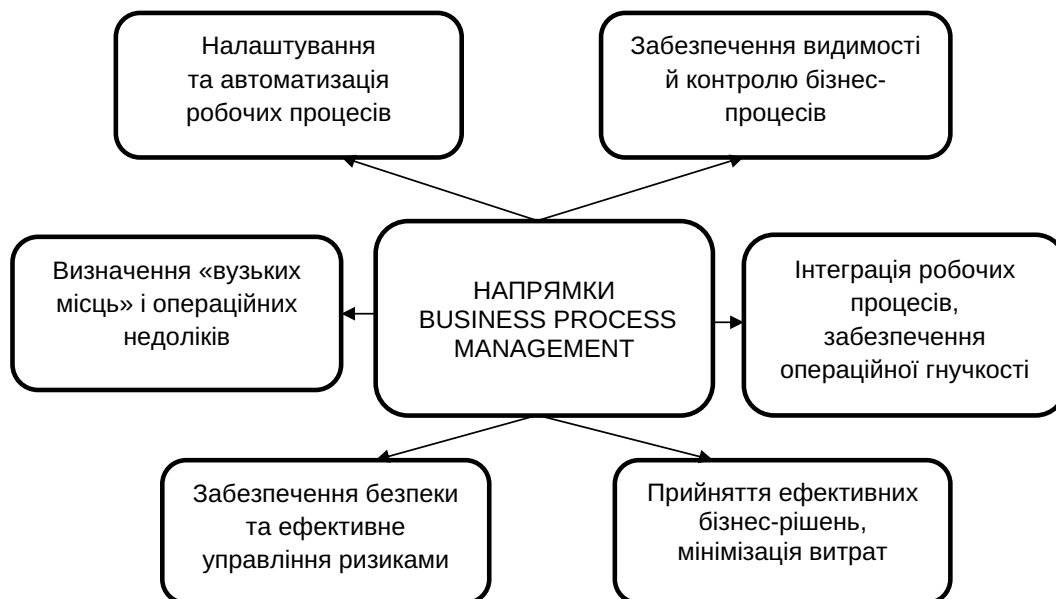 Налаштування
та автоматизація
робочих процесів
Забезпечення видимості
й контролю бізнес-
процесів
Визначення «вузьких
місць» і операційних
недоліків
НАПРЯМКИ
BUSINESS PROCESS
MANAGEMENT
Інтеграція робочих
процесів,
забезпечення
операційної гнучкості
Забезпечення безпеки
та ефективне
управління ризиками
Прийняття ефективних
бізнес-рішень,
мінімізація витрат